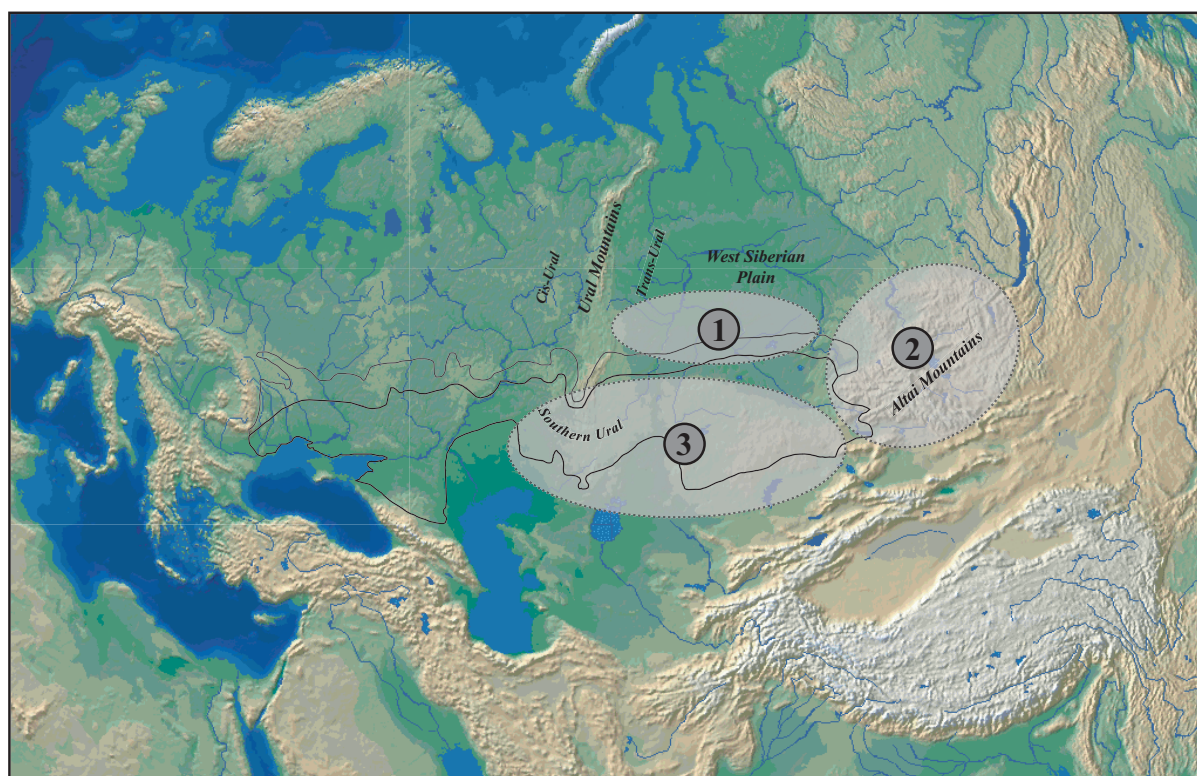 Cis-Ural
Ural Mountains
Trans-Ural
West Siberian
Plain
1
2
Altai Mountains
Southern Ural
3